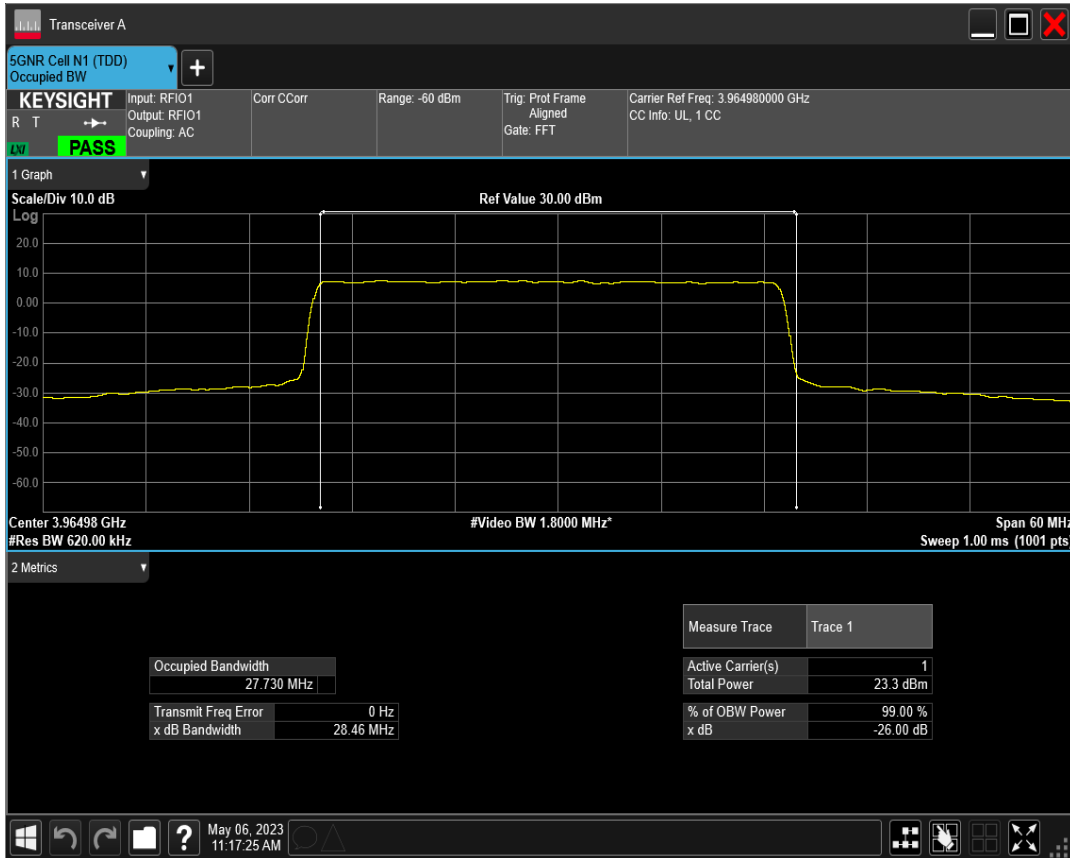 Transceiver A
5GNR Cell N1 (TDD)
Occupied BW
+
KEYSIGHT
R T
LXI
PASS
Input: RFIO1
Output: RFIO1
Coupling: AC
Corr CCorr
Range: -60 dBm
Trig: Prot Frame
Aligned
Gate: FFT
Carrier Ref Freq: 3.964980000 GHz
CC Info: UL, 1 CC
1 Graph
Scale/Div 10.0 dB
Ref Value 30.00 dBm
Log
20.0
10.0
0.00
-10.0
-20.0
-30.0
-40.0
-50.0
-60.0
Center 3.96498 GHz
#Video BW 1.8000 MHz*
Span 60 MHz
#Res BW 620.00 kHz
Sweep 1.00 ms (1001 pts)
2 Metrics
Measure Trace Trace 1
Occupied Bandwidth
27.730 MHz
Active Carrier(s) 1
Total Power 23.3 dBm
Transmit Freq Error 0 Hz
x dB Bandwidth 28.46 MHz
% of OBW Power 99.00 %
x dB -26.00 dB
?
May 06, 2023
11:17:25 AM